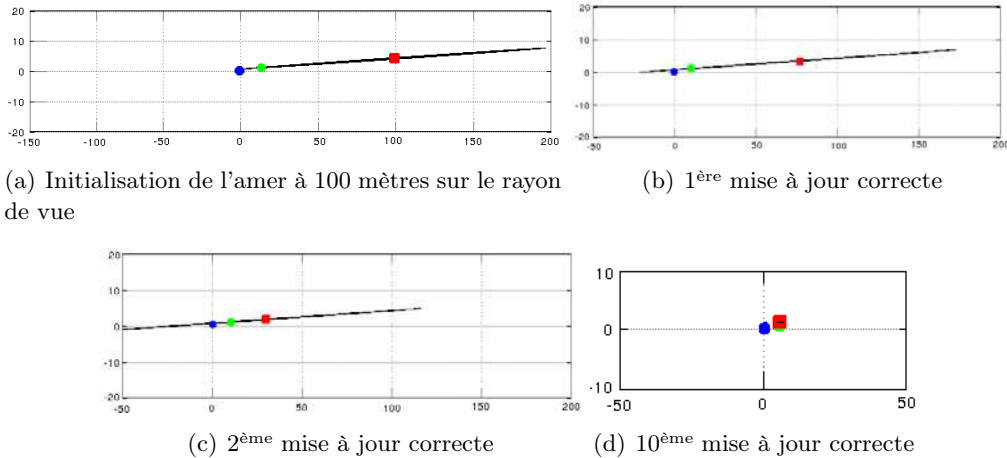 20
10
0
-10
-20
-150 -100 -50 0 50 100 150 200
20
10
0
-10
-20
-50 0 50 100 150 200
(a) Initialisation de l'amer à 100 mètres sur le rayon
de vue
(b) 1ère mise à jour correcte
20
10
0
-10
-20
-50 0 50 100 150 200
10
0
-10
-50 0 50
(c) 2ème mise à jour correcte
(d) 10ème mise à jour correcte